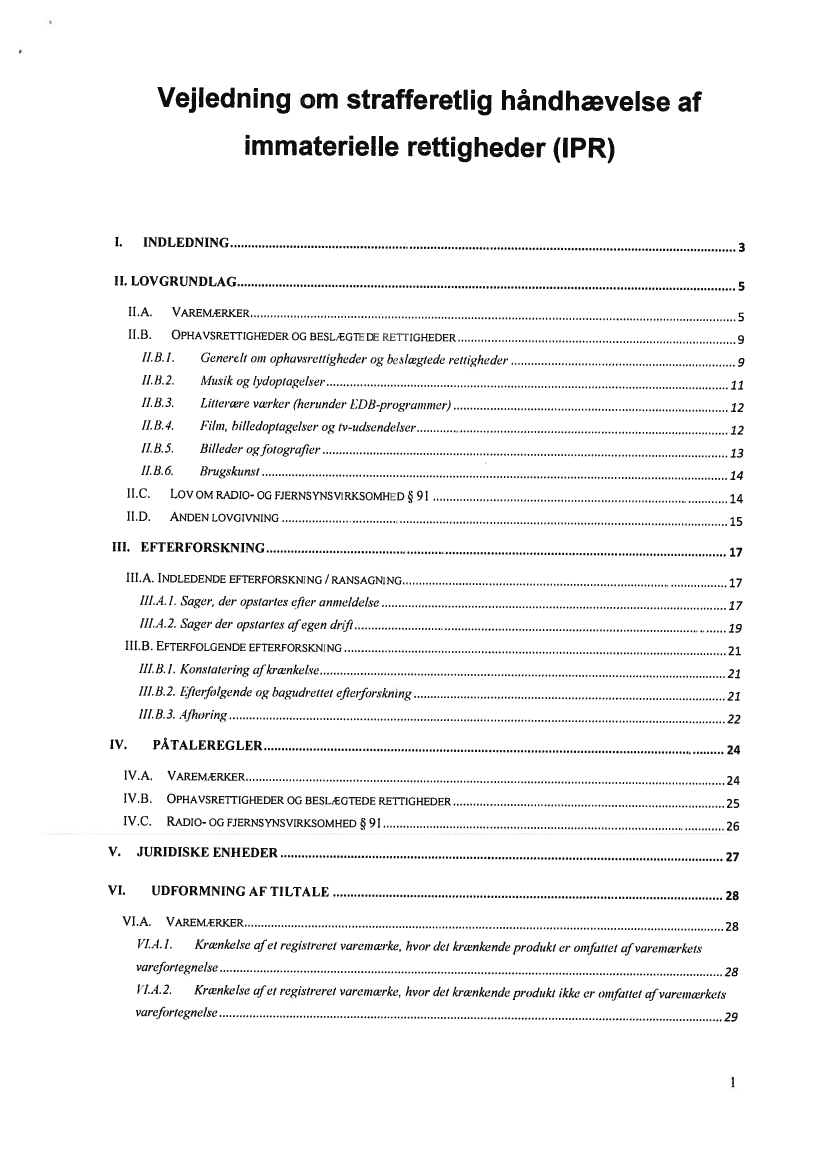 Vejledning om strafferetlig håndhævelse af
immaterielle rettigheder (IPR)
I. INDLEDNING 3
II. LOVGRUNDLAG 5
II.A. VAREMÆRKER 5
II.B. OPHAVSRETTIGHEDER OG BESLÆGTEDE RETTIGHEDER 9
II.B.1. Generelt om ophavsrettigheder og beslægtede rettigheder 9
II.B.2. Musik og lydoptagelser 11
II.B.3. Litterære værker (herunder EDB-programmer) 12
II.B.4. Film, billedoptagelser og tv-udsendelser 12
II.B.5. Billeder og fotografier 13
II.B.6. Brugskunst 14
II.C. LOV OM RADIO- OG FJERNSYNSVIRKSOMHED § 91 14
II.D. ANDEN LOVGIVNING 15
III. EFTERFORSKNING 17
III.A. INDLEDENDE EFTERFORSKNING / RANSAGNING 17
III.A.1. Sager, der opstartes efter anmeldelse 17
III.A.2. Sager der opstartes af egen drift 19
III.B. EFTERFØLGENDE EFTERFORSKNING 21
III.B.1. Konstatering af krænkelse 21
III.B.2. Efterfølgende og bagudrettet efterforskning 21
III.B.3. Afhøring 22
IV. PÅTALEREGLER 24
IV.A. VAREMÆRKER 24
IV.B. OPHAVSRETTIGHEDER OG BESLÆGTEDE RETTIGHEDER 25
IV.C. RADIO- OG FJERNSYNSVIRKSOMHED § 91 26
V. JURIDISKE ENHEDER 27
VI. UDFORMNING AF TILTALE 28
VI.A. VAREMÆRKER 28
VI.A.1. Krænkelse af et registreret varemærke, hvor det krænkende produkt er omfattet af varemærkets
varefortegnelse 28
VI.A.2. Krænkelse af et registreret varemærke, hvor det krænkende produkt ikke er omfattet af varemærkets
varefortegnelse 29
1